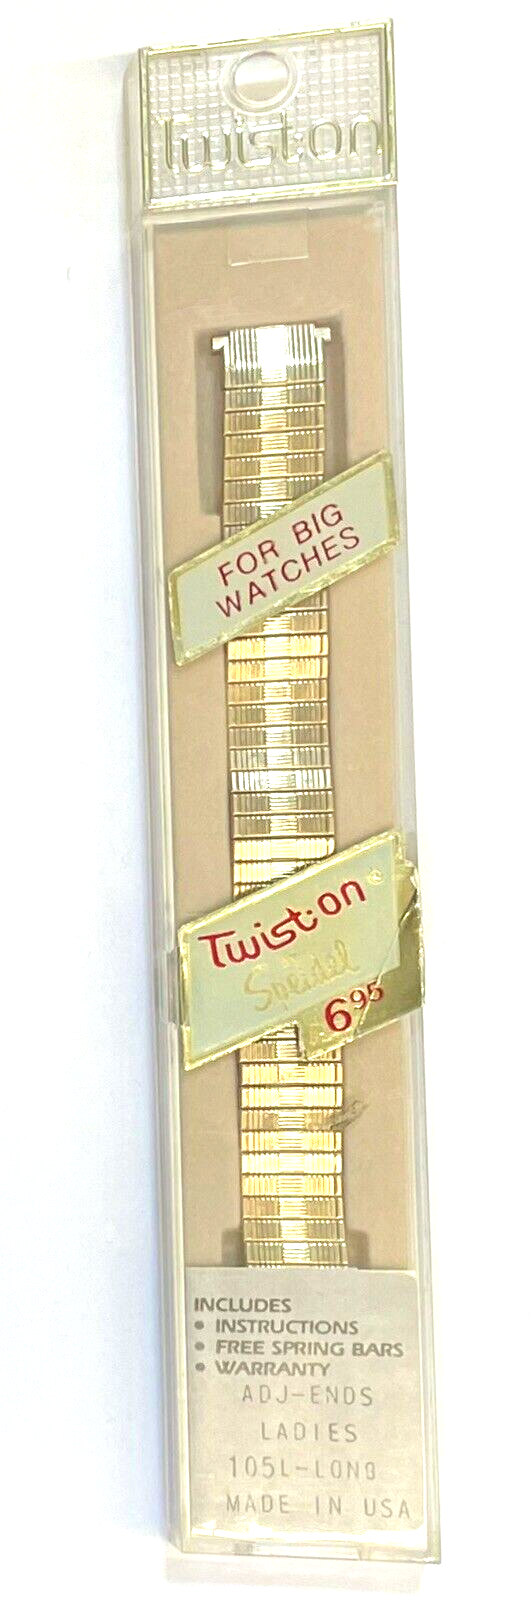 Twist·on
FOR BIG
WATCHES
Twist·on®
by
Speidel
6 95
INCLUDES
• INSTRUCTIONS
• FREE SPRING BARS
• WARRANTY
ADJ-ENDS
LADIES
105L-LONG
MADE IN USA